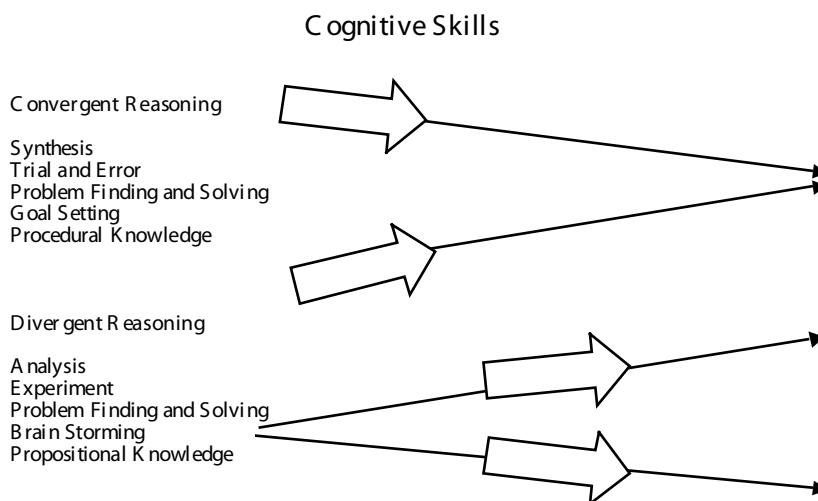 Cognitive Skills
Convergent Reasoning
Synthesis
Trial and Error
Problem Finding and Solving
Goal Setting
Procedural Knowledge
Divergent Reasoning
Analysis
Experiment
Problem Finding and Solving
Brain Storming
Propositional Knowledge